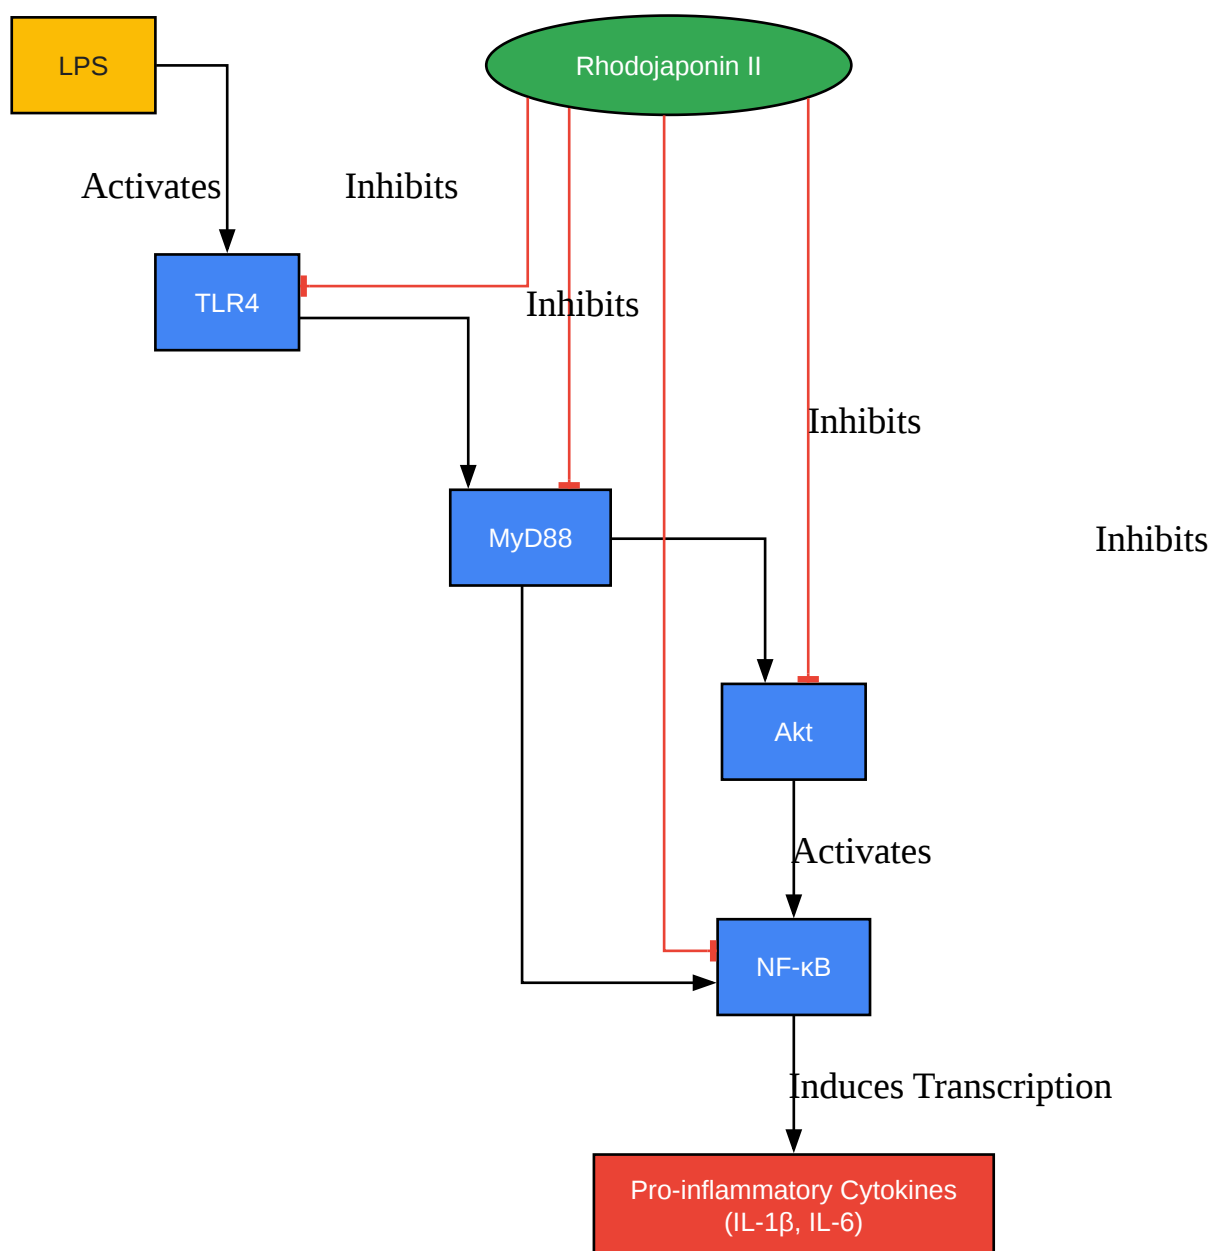 LPS
Rhodojaponin II
Activates
Inhibits
TLR4
Inhibits
Inhibits
MyD88
Inhibits
Akt
Activates
NF-κB
Induces Transcription
Pro-inflammatory Cytokines
(IL-1β, IL-6)